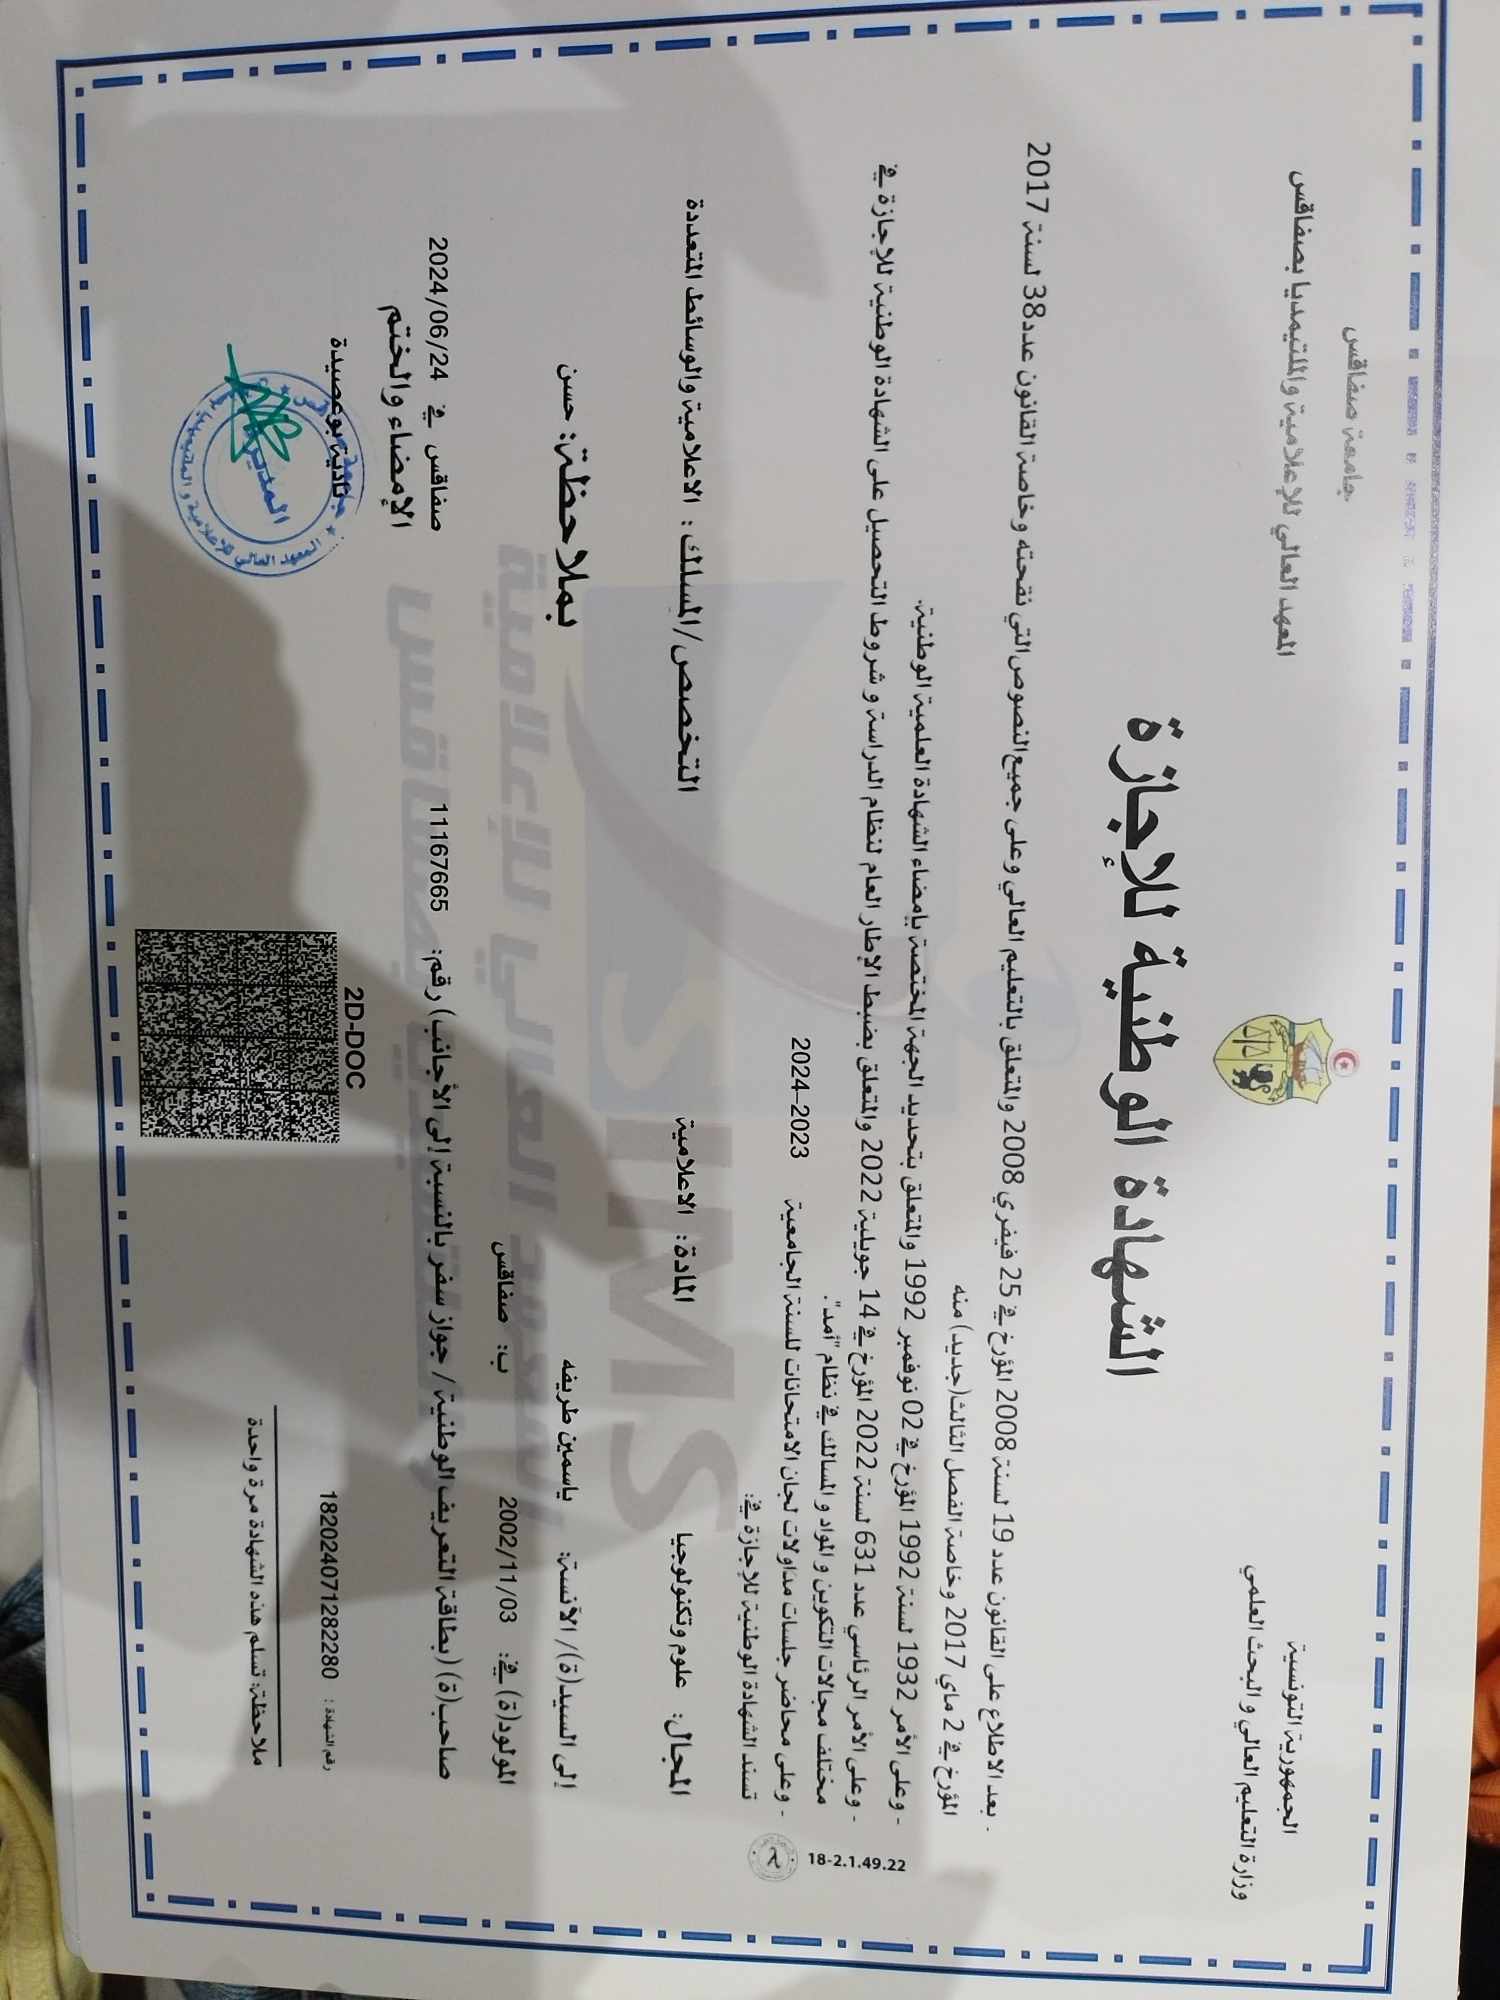 الجمهورية التونسية
وزارة التعليم العالي و البحث العلمي
جامعة صفاقس
المعهد العالي للإعلامية والملتيمديا بصفاقس
الشهادة الوطنية للإجازة
- بعد الاطلاع على القانون عدد 19 لسنة 2008 المؤرخ في 25 فيفري 2008 والمتعلق بالتعليم العالي وعلى جميع النصوص التي نقحته وخاصة القانون عدد38 لسنة 2017
المؤرخ في 2 ماي 2017 وخاصة الفصل الثالث(جديد) منه
- وعلى الأمر 1932 لسنة 1992 المؤرخ في 02 نوفمبر 1992 والمتعلق بتحديد الجهة المختصة بإمضاء الشهادة العلمية الوطنية.
- وعلى الأمر الرئاسي عدد 631 لسنة 2022 المؤرخ في 14 جويلية 2022 والمتعلق بضبط الإطار العام لنظام الدراسة و شروط التحصيل على الشهادة الوطنية للإجازة في
مختلف مجالات التكوين و المواد و المسالك في نظام "أمد".
- وعلى محاضر جلسات مداولات لجان الامتحانات للسنة الجامعية 2023–2024
تسند الشهادة الوطنية للإجازة في:
18-2.1.49.22
المجال: علوم وتكنولوجيا المادة: الاعلامية التخصص/المسلك: الاعلامية والوسائط المتعددة
إلى السيد(ة)/ الآنسة: ياسمين طريفه بملاحظة: حسن
المولود(ة) في: 2002/11/03 ب: صفاقس
صاحب(ة) (بطاقة التعريف الوطنية / جواز سفر بالنسبة إلى الأجانب) رقم: 11167665
صفاقس في 2024/06/24
الإمضاء والختم
نادية بوعصيدة
2D-DOC
رقم الشهادة : 182024071282280
ملاحظة: تسلم هذه الشهادة مرة واحدة
SIMS
المعهد العالي للإعلامية
والملتيميديا بصفاقس
جامعة صفاقس
المعهد العالي للإعلامية و الملتيميديا بصفاقس
المدير